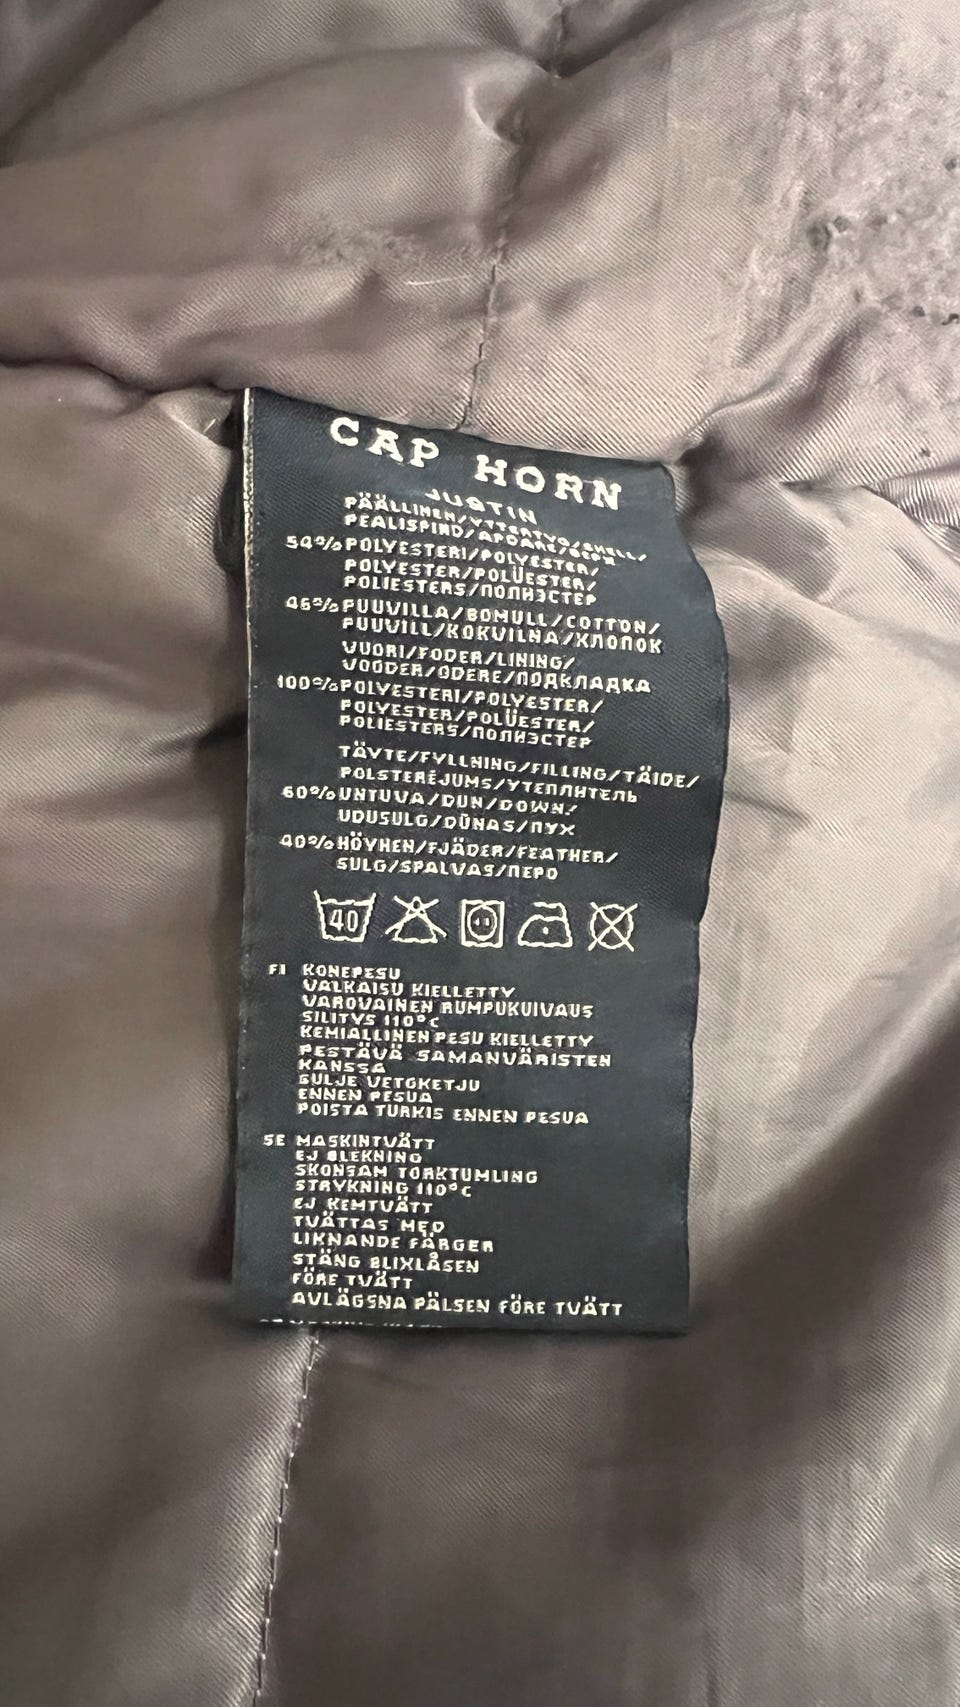 CAP HORN
JUSTIN
PÄÄLLINEN/YTTERTYG/SHELL/
PEALISPIND/APDARE/ВЕРХ
54% POLYESTERI/POLYESTER/
POLYESTER/POLÜESTER/
POLIESTERS/ПОЛИЭСТЕР
46% PUUVILLA/BOMULL/COTTON/
PUUVILL/KOKVILNA/ХЛОПОК
VUORI/FODER/LINING/
VOODER/ODERE/ПОДКЛАДКА
100% POLYESTERI/POLYESTER/
POLYESTER/POLÜESTER/
POLIESTERS/ПОЛИЭСТЕР
TÄYTE/FYLLNING/FILLING/TÄIDE/
POLSTERĒJUMS/УТЕПЛИТЕЛЬ
60% UNTUVA/DUN/DOWN/
UDUSULG/DŪNAS/ПУХ
40% HÖYHEN/FJÄDER/FEATHER/
SULG/SPALVAS/ПЕРО
40
FI KONEPESU
VALKAISU KIELLETTY
VAROVAINEN RUMPUKUIVAUS
SILITYS 110°C
KEMIALLINEN PESU KIELLETTY
PESTÄVÄ SAMANVÄRISTEN
KANSSA
SULJE VETOKETJU
ENNEN PESUA
POISTA TURKIS ENNEN PESUA
SE MASKINTVÄTT
EJ BLEKNING
SKONSAM TORKTUMLING
STRYKNING 110°C
EJ KEMTVÄTT
TVÄTTAS MED
LIKNANDE FÄRGER
STÄNG BLIXLÅSEN
FÖRE TVÄTT
AVLÄGSNA PÄLSEN FÖRE TVÄTT